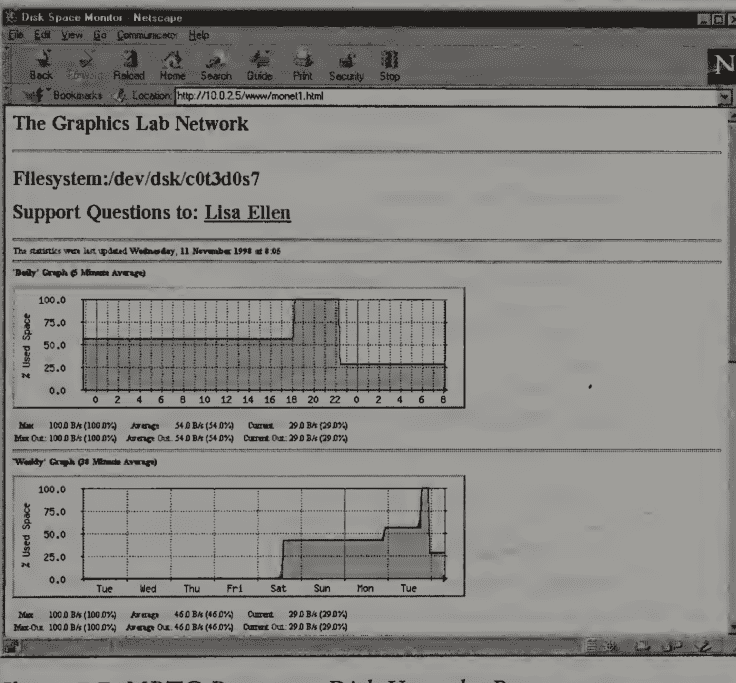 Disk Space Monitor - Netscape
File Edit View Go Communicator Help
Back Forward Reload Home Search Guide Print Security Stop
N
Bookmarks Location: http://10.0.2.5/www/monet1.html
The Graphics Lab Network
Filesystem:/dev/dsk/c0t3d0s7
Support Questions to: Lisa Ellen
The statistics were last updated Wednesday, 11 November 1998 at 8:05
'Daily' Graph (5 Minute Average)
% Used Space
100.0
75.0
50.0
25.0
0.0
0 2 4 6 8 10 12 14 16 18 20 22 0 2 4 6 8
Max 100.0 B/s (100.0%) Average 54.0 B/s (54.0%) Current 29.0 B/s (29.0%)
Max Out: 100.0 B/s (100.0%) Average Out: 54.0 B/s (54.0%) Current Out: 29.0 B/s (29.0%)
'Weekly' Graph (30 Minute Average)
% Used Space
100.0
75.0
50.0
25.0
0.0
Tue Wed Thu Fri Sat Sun Mon Tue
Max 100.0 B/s (100.0%) Average 46.0 B/s (46.0%) Current 29.0 B/s (29.0%)
Max Out: 100.0 B/s (100.0%) Average Out: 46.0 B/s (46.0%) Current Out: 29.0 B/s (29.0%)